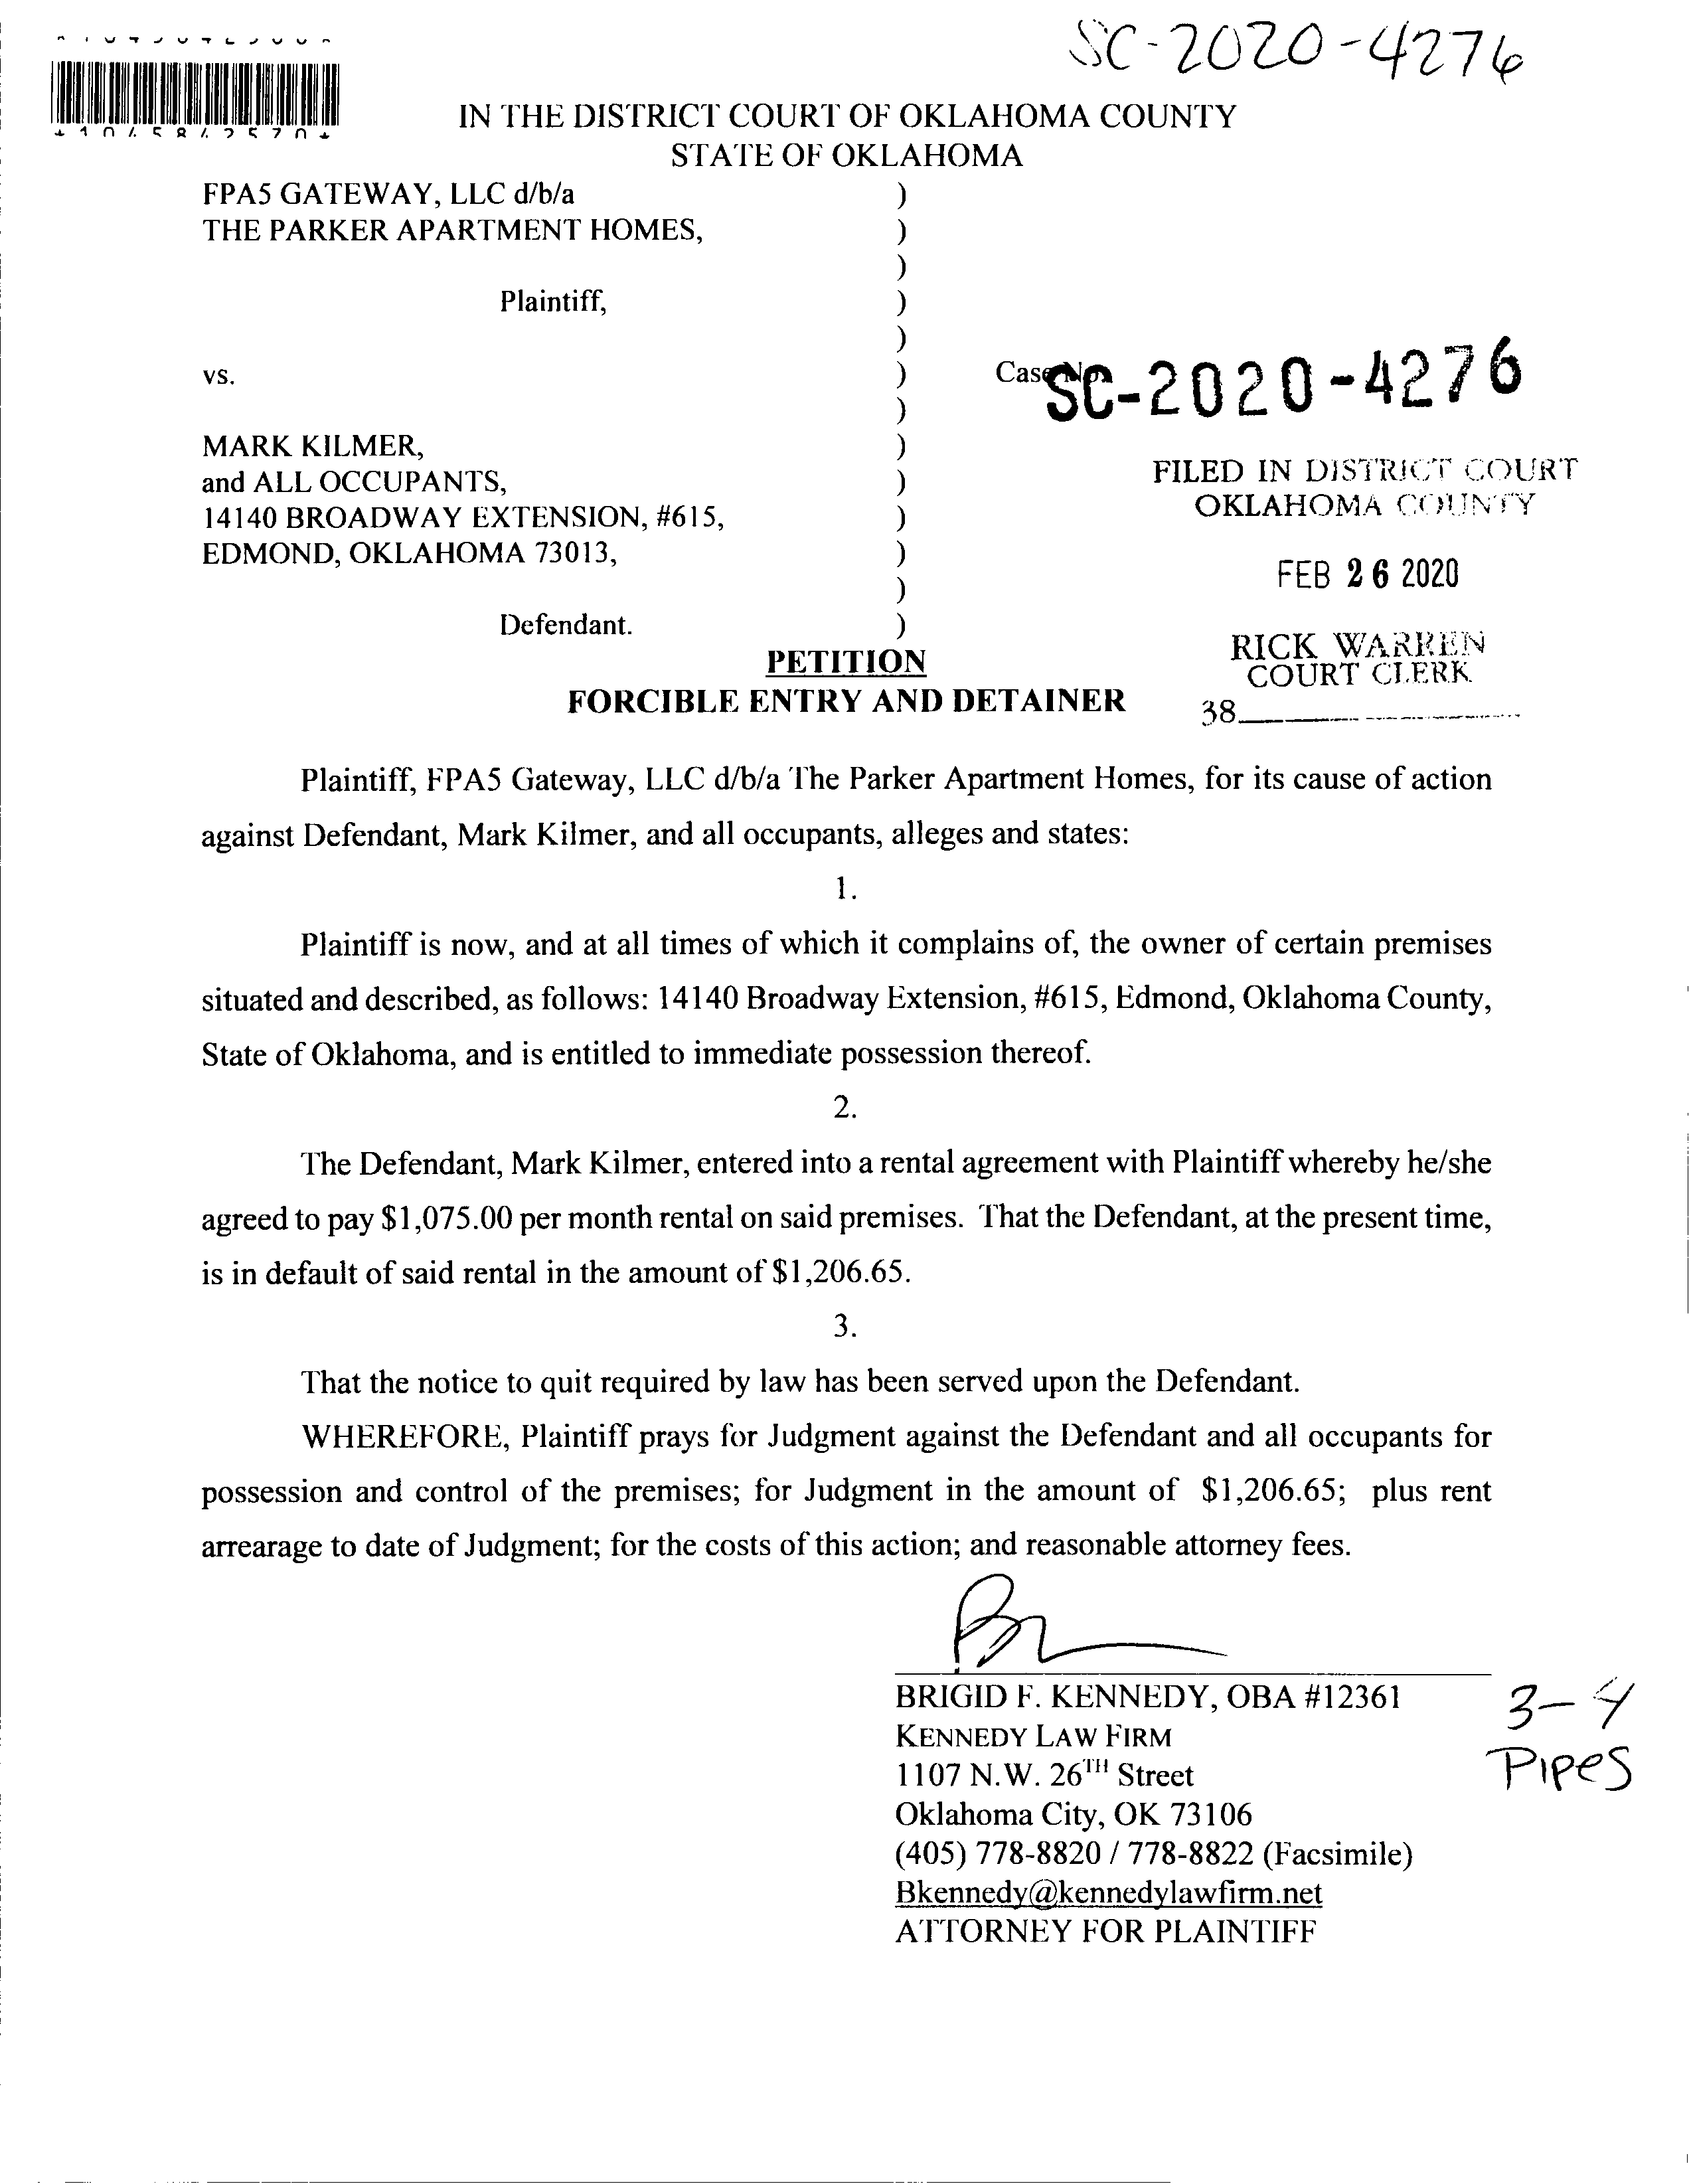 SC-2020-4276
IN THE DISTRICT COURT OF OKLAHOMA COUNTY
STATE OF OKLAHOMA
FPA5 GATEWAY, LLC d/b/a )
THE PARKER APARTMENT HOMES, )
)
Plaintiff, )
)
vs. ) Case No. SC-2020-4276
)
MARK KILMER, )
and ALL OCCUPANTS, )
14140 BROADWAY EXTENSION, #615, )
EDMOND, OKLAHOMA 73013, )
)
Defendant. )
FILED IN DISTRICT COURT
OKLAHOMA COUNTY
FEB 26 2020
RICK WARREN
COURT CLERK
38
PETITION
FORCIBLE ENTRY AND DETAINER
Plaintiff, FPA5 Gateway, LLC d/b/a The Parker Apartment Homes, for its cause of action
against Defendant, Mark Kilmer, and all occupants, alleges and states:
1.
Plaintiff is now, and at all times of which it complains of, the owner of certain premises
situated and described, as follows: 14140 Broadway Extension, #615, Edmond, Oklahoma County,
State of Oklahoma, and is entitled to immediate possession thereof.
2.
The Defendant, Mark Kilmer, entered into a rental agreement with Plaintiff whereby he/she
agreed to pay $1,075.00 per month rental on said premises. That the Defendant, at the present time,
is in default of said rental in the amount of $1,206.65.
3.
That the notice to quit required by law has been served upon the Defendant.
WHEREFORE, Plaintiff prays for Judgment against the Defendant and all occupants for
possession and control of the premises; for Judgment in the amount of $1,206.65; plus rent
arrearage to date of Judgment; for the costs of this action; and reasonable attorney fees.
BRIGID F. KENNEDY, OBA #12361
KENNEDY LAW FIRM
1107 N.W. 26TH Street
Oklahoma City, OK 73106
(405) 778-8820 / 778-8822 (Facsimile)
Bkennedy@kennedylawfirm.net
ATTORNEY FOR PLAINTIFF
3-4
PIPES